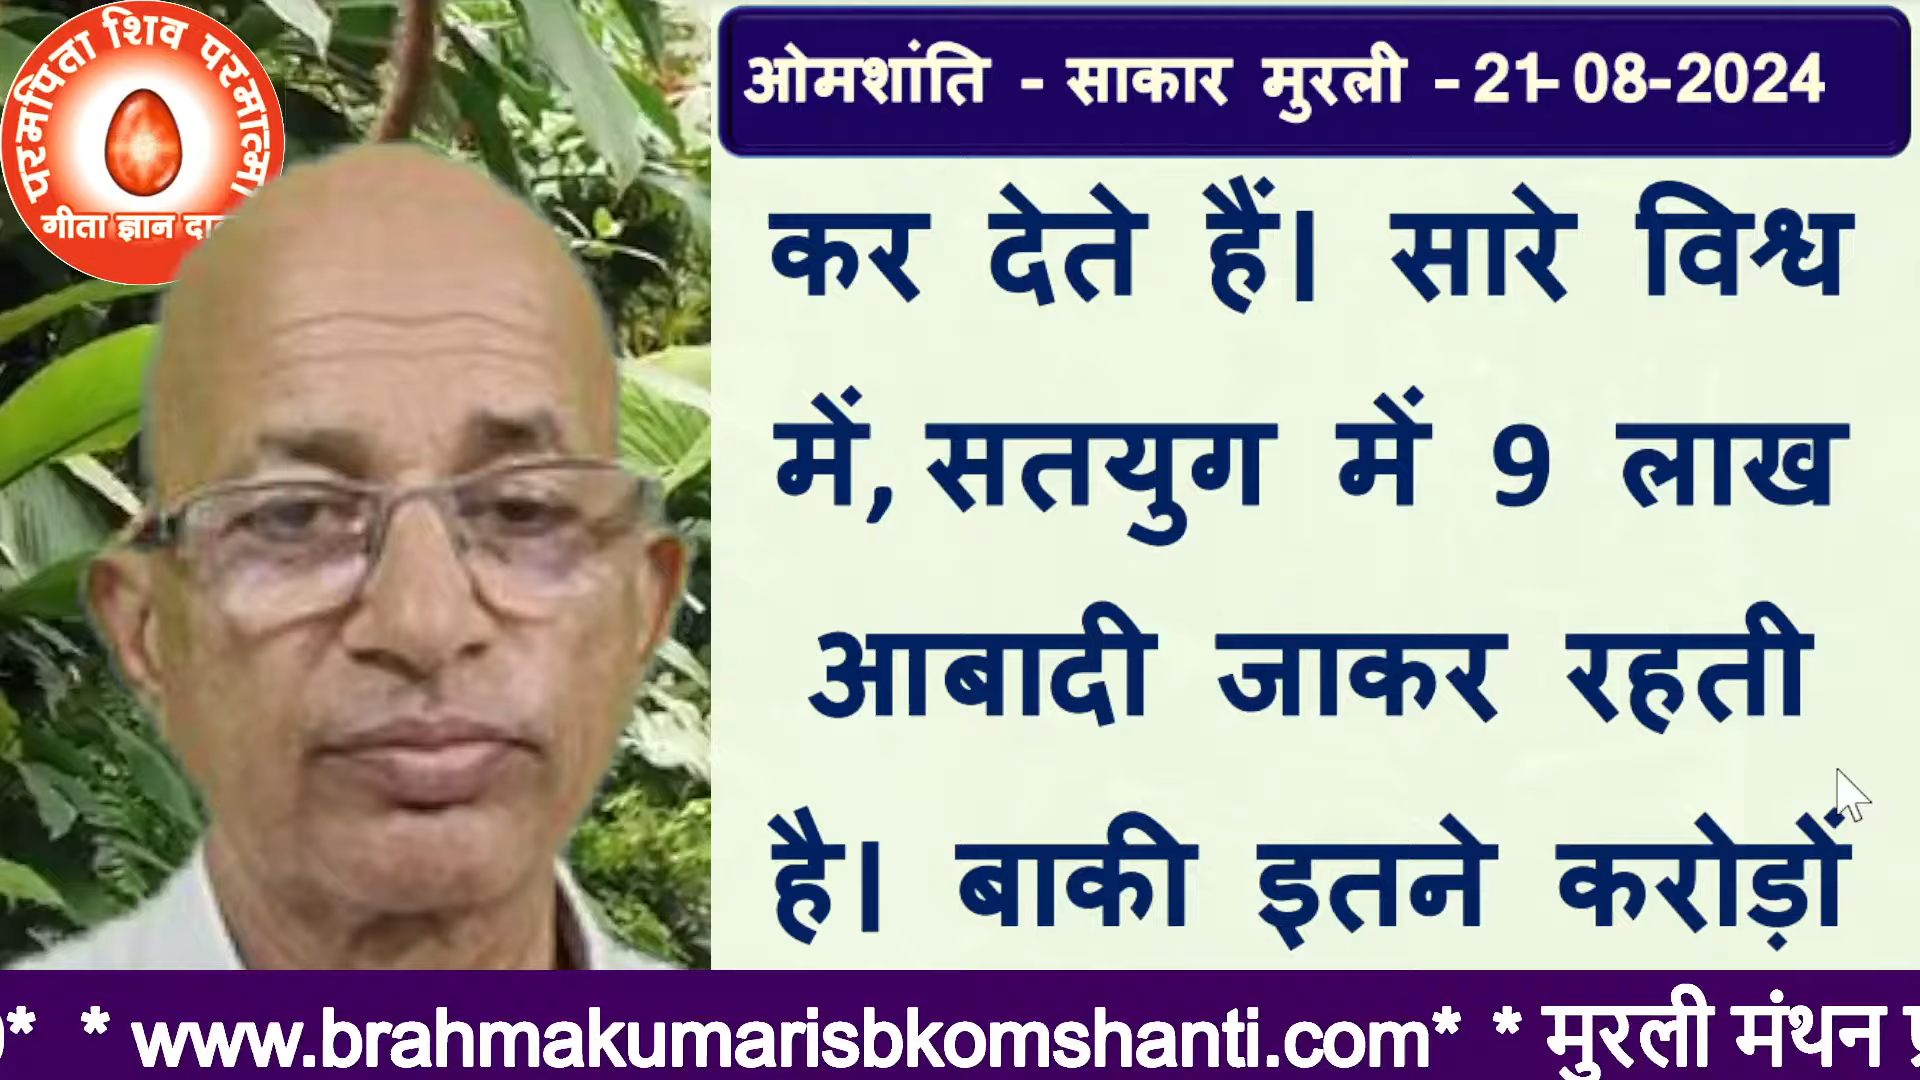 परमपिता शिव परमात्मा
गीता ज्ञान
ओमशांति - साकार मुरली - 21- 08-2024
कर देते हैं। सारे विश्व
में, सतयुग में 9 लाख
आबादी जाकर रहती
है। बाकी इतने करोड़ों
* * www.brahmakumarisbkomshanti.com* * मुरली मंथन